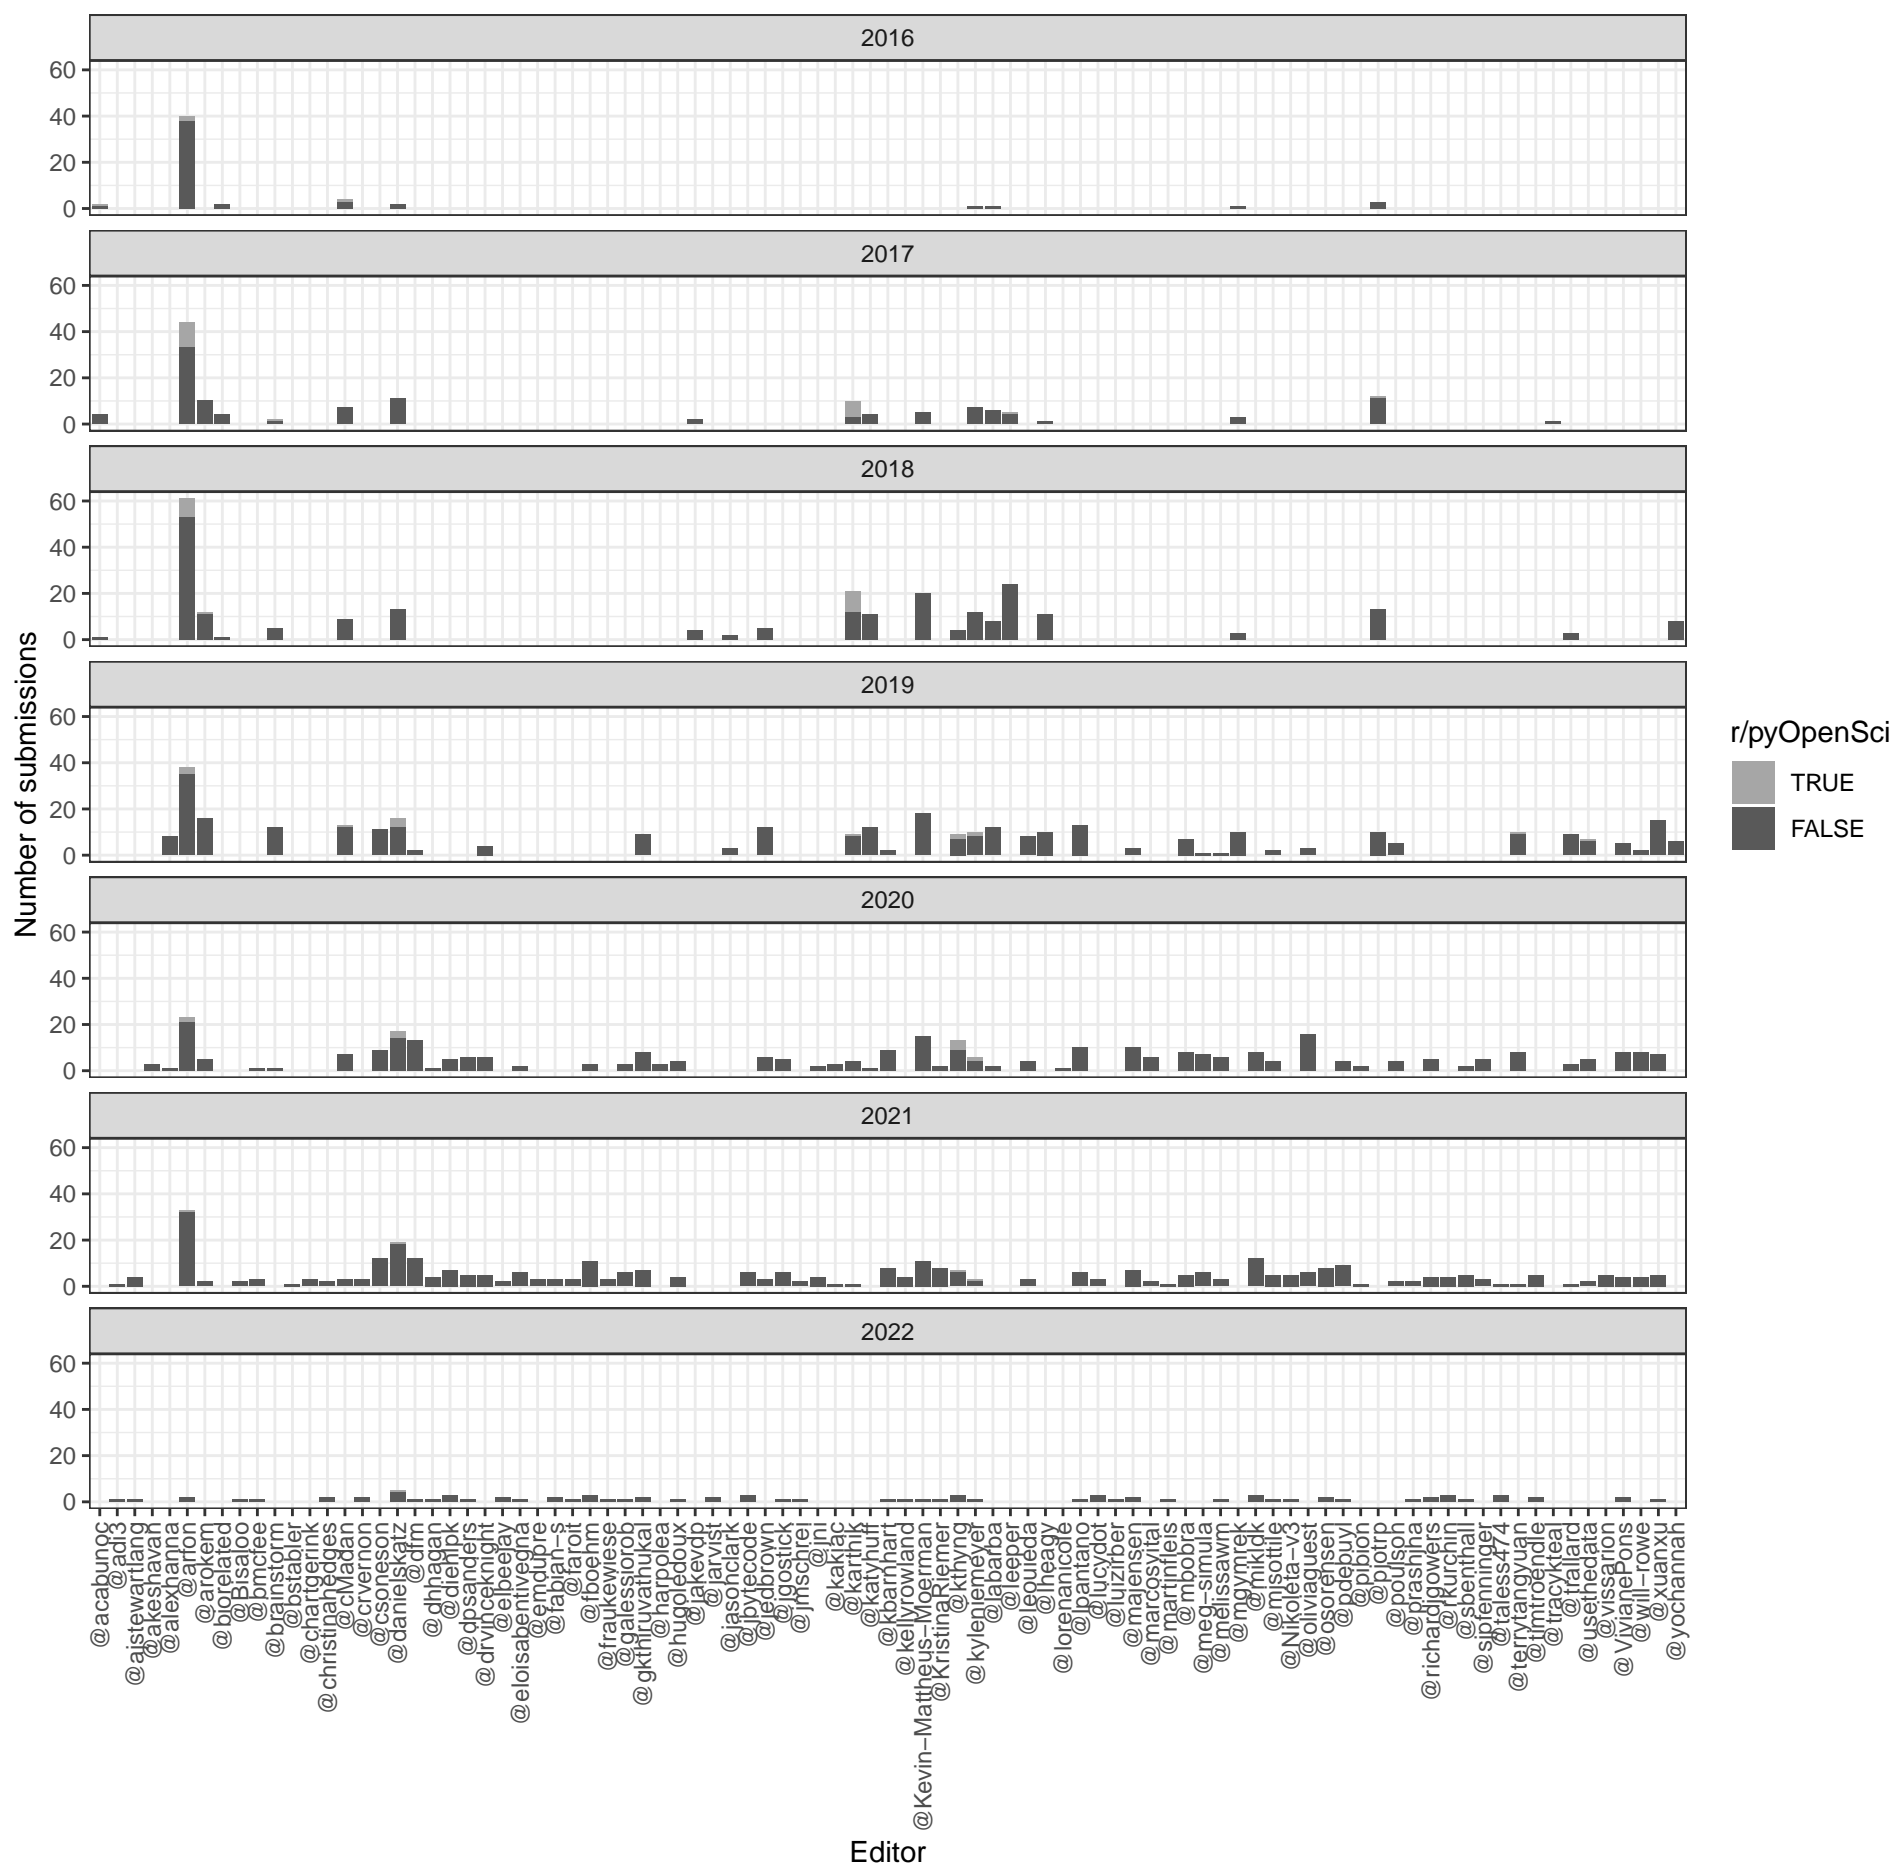 2016
60
40
20
0
2017
60
40
20
0
2018
60
40
20
0
2019
60
40
20
0
2020
60
40
20
0
2021
60
40
20
0
2022
60
40
20
0
Number of submissions
r/pyOpenSci
TRUE
FALSE
@acabunoc
@adi3
@ajstewartlang
@akeshavan
@alexhanna
@arfon
@arokem
@biorelated
@Bisaloo
@bmcfee
@brainstorm
@bstabler
@chartgerink
@christinahedges
@cMadan
@crvernon
@csoneson
@danielskatz
@dfm
@dhhagan
@diehlpk
@dpsanders
@drvinceknight
@elbeejay
@eloisabentivegna
@emdupre
@fabian−s
@faroit
@fboehm
@fraukewiese
@galessiorob
@gkthiruvathukal
@harpolea
@hugoledoux
@jakevdp
@jarvist
@jasonclark
@jbytecode
@jedbrown
@jgostick
@jmschrei
@jni
@kakiac
@karthik
@katyhuff
@kbarnhart
@kellyrowland
@Kevin−Mattheus−Moerman
@KristinaRiemer
@kthyng
@kyleniemeyer
@labarba
@leeper
@leouieda
@lheagy
@lorenanicole
@lpantano
@lucydot
@luizirber
@majensen
@marcosvital
@martinfleis
@mbobra
@meg−simula
@melissawm
@mgymrek
@mikldk
@mjsottile
@Nikoleta−v3
@oliviaguest
@osorensen
@pdebuyl
@pibion
@pjotrp
@poulson
@prashjha
@richardjgowers
@rkurchin
@sbenthall
@sjpfenninger
@taless474
@terrytangyuan
@timtroendle
@tracykteal
@trallard
@usethedata
@vissarion
@VivianePons
@will−rowe
@xuanxu
@yochannah
Editor